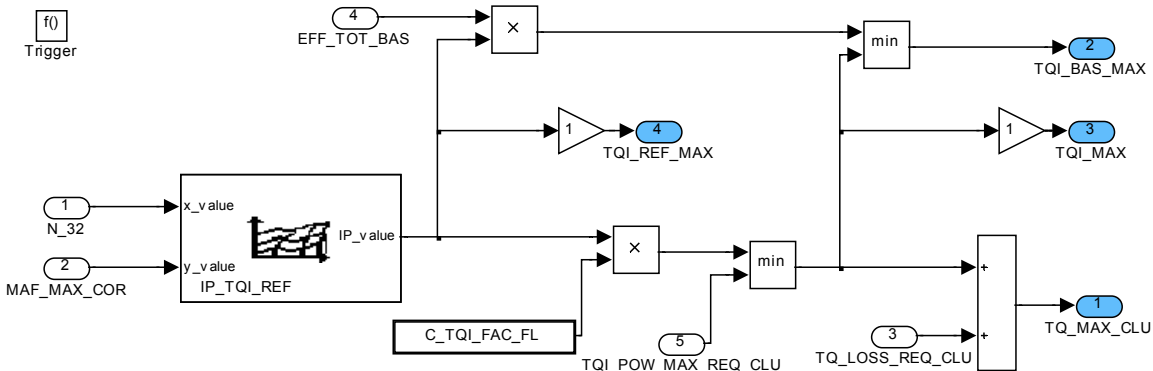 f()
Trigger
4
EFF_TOT_BAS
×
min
2
TQI_BAS_MAX
1
4
TQI_REF_MAX
1
3
TQI_MAX
1
N_32
2
MAF_MAX_COR
x_value
y_value
IP_value
IP_TQI_REF
×
min
C_TQI_FAC_FL
5
TQI_POW_MAX_REQ_CLU
3
TQ_LOSS_REQ_CLU
+
+
1
TQ_MAX_CLU